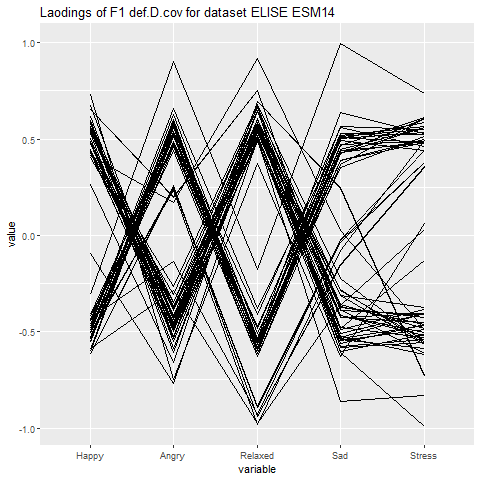 Laodings of F1 def.D.cov for dataset ELISE ESM14
1.0
0.5
0.0
-0.5
-1.0
value
Happy Angry Relaxed Sad Stress
variable